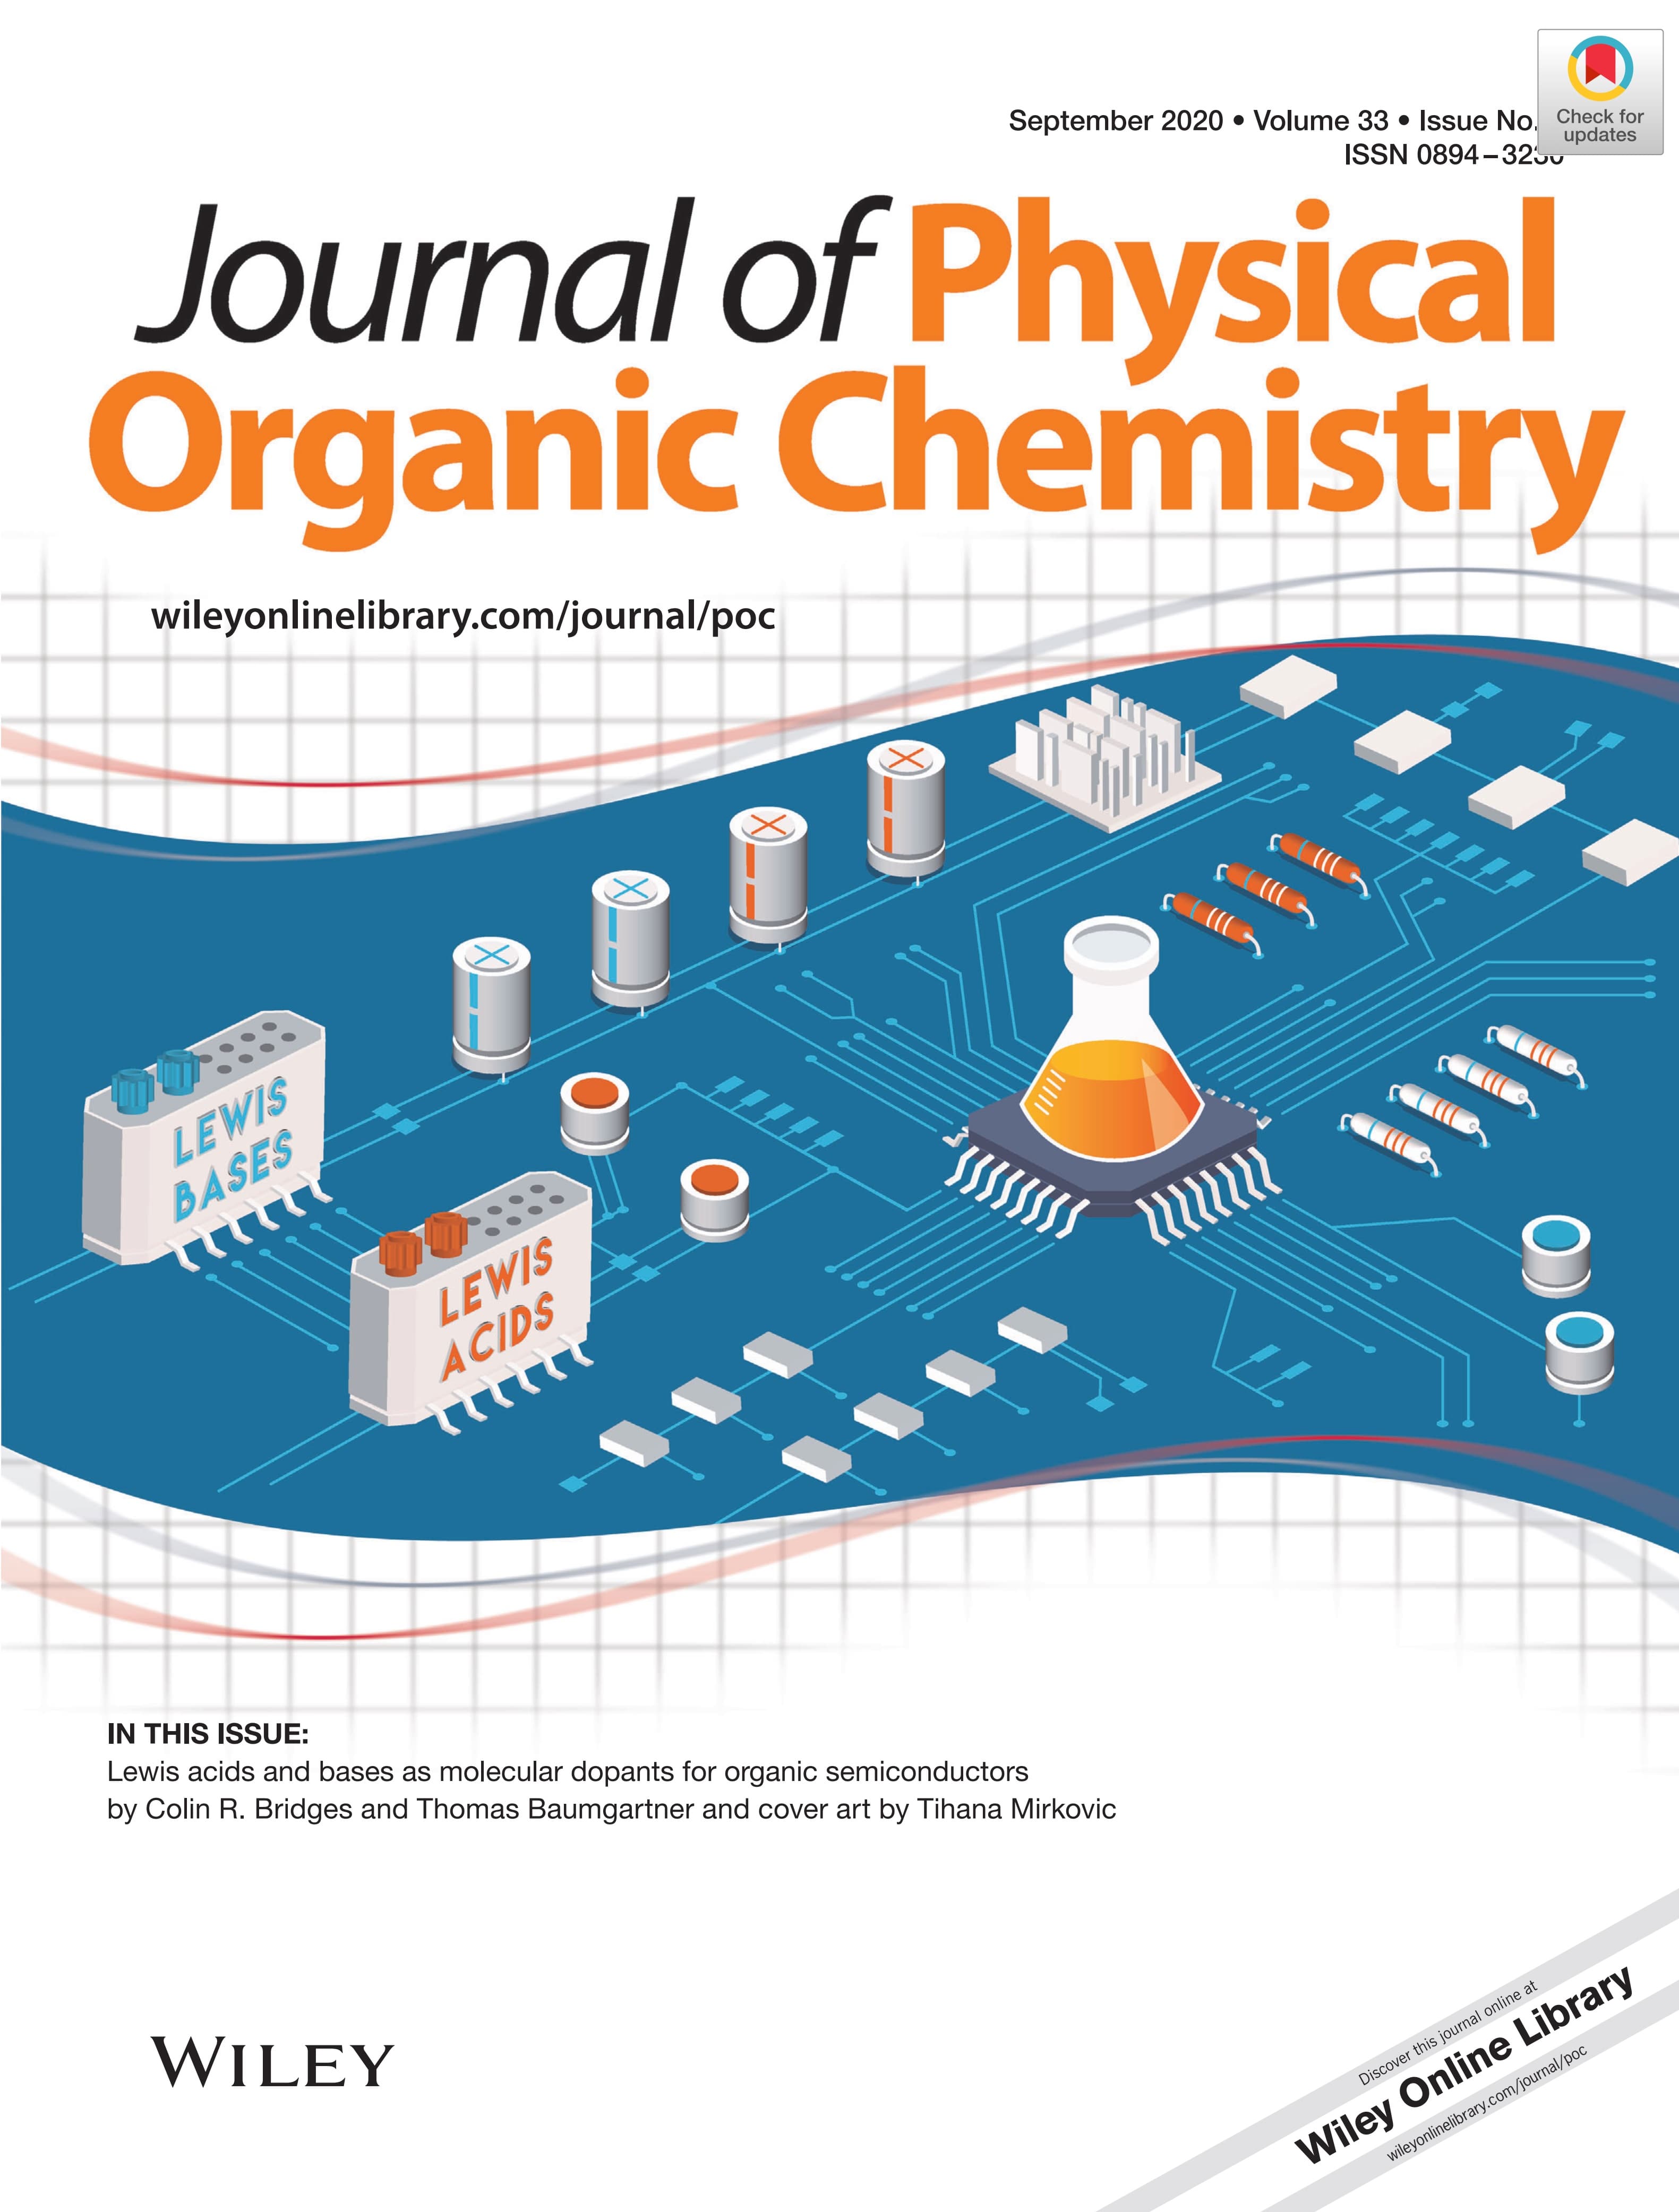 September 2020 • Volume 33 • Issue No.
Check for
updates
ISSN 0894–3230
Journal of Physical
Organic Chemistry
wileyonlinelibrary.com/journal/poc
LEWIS
BASES
LEWIS
ACIDS
IN THIS ISSUE:
Lewis acids and bases as molecular dopants for organic semiconductors
by Colin R. Bridges and Thomas Baumgartner and cover art by Tihana Mirkovic
WILEY
Discover this journal online at
Wiley Online Library
wileyonlinelibrary.com/journal/poc